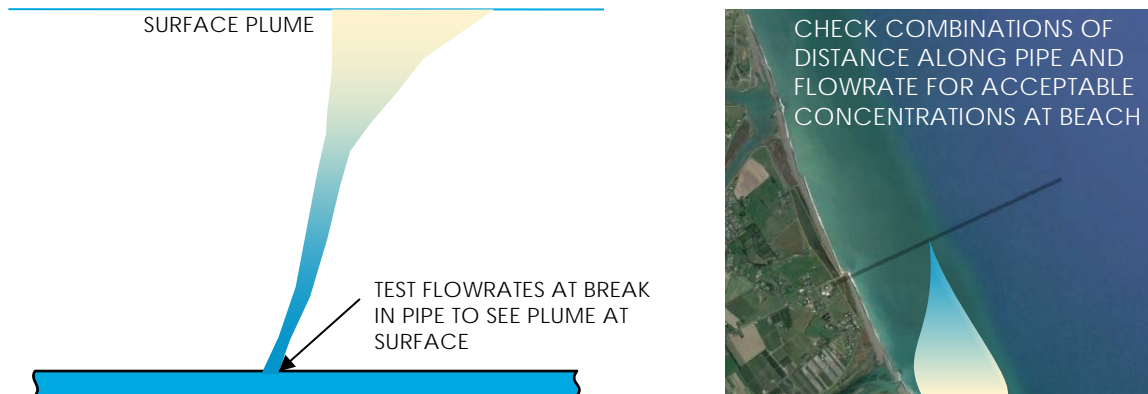 SURFACE PLUME
TEST FLOWRATES AT BREAK
IN PIPE TO SEE PLUME AT
SURFACE
CHECK COMBINATIONS OF
DISTANCE ALONG PIPE AND
FLOWRATE FOR ACCEPTABLE
CONCENTRATIONS AT BEACH